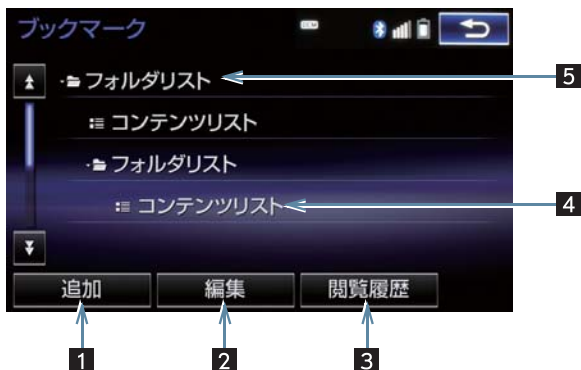 ブックマーク
フォルダリスト
5
コンテンツリスト
フォルダリスト
コンテンツリスト
4
追加 編集 閲覧履歴
1 2 3